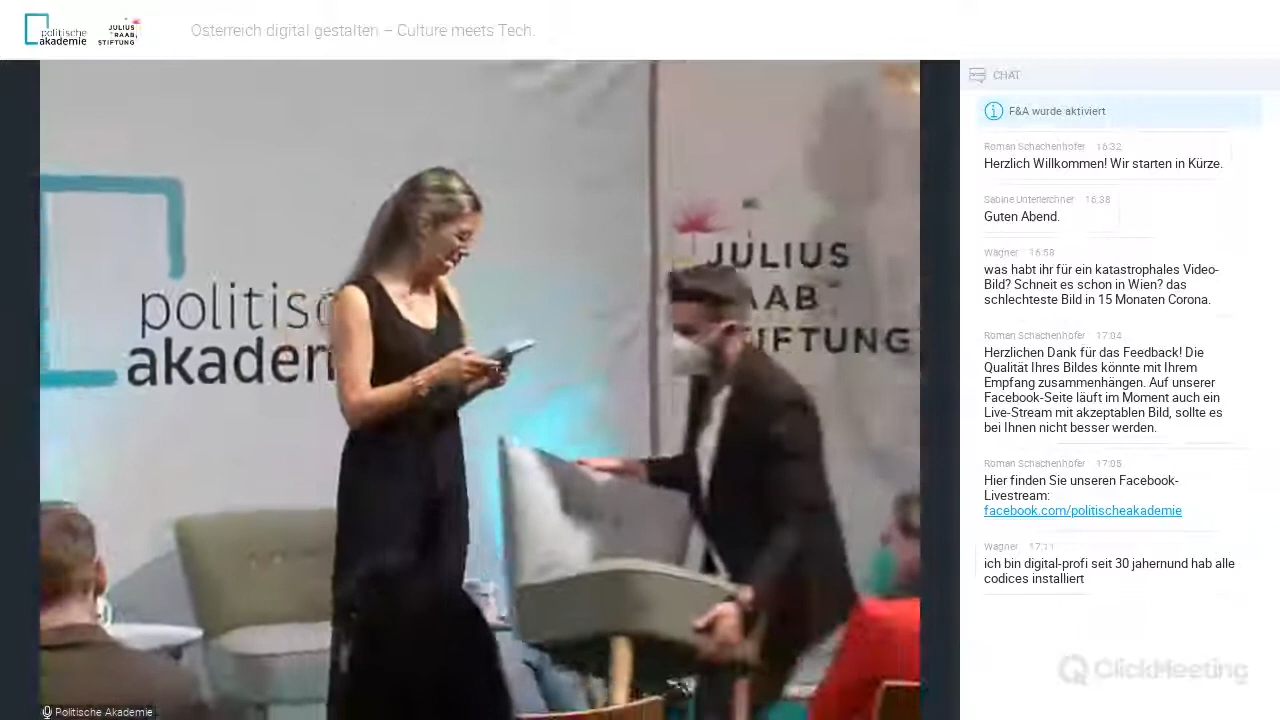 politische
akademie
JULIUS
RAAB
STIFTUNG
Österreich digital gestalten – Culture meets Tech.
CHAT
F&A wurde aktiviert
Roman Schachenhofer 16:32
Herzlich Willkommen! Wir starten in Kürze.
Sabine Unterlerchner 16:38
Guten Abend.
Wagner 16:58
was habt ihr für ein katastrophales Video-
Bild? Schneit es schon in Wien? das
schlechteste Bild in 15 Monaten Corona.
Roman Schachenhofer 17:04
Herzlichen Dank für das Feedback! Die
Qualität Ihres Bildes könnte mit Ihrem
Empfang zusammenhängen. Auf unserer
Facebook-Seite läuft im Moment auch ein
Live-Stream mit akzeptablen Bild, sollte es
bei Ihnen nicht besser werden.
Roman Schachenhofer 17:05
Hier finden Sie unseren Facebook-
Livestream:
facebook.com/politischeakademie
Wagner 17:11
ich bin digital-profi seit 30 jahernund hab alle
codices installiert
ClickMeeting
politisc
akadem
JULIUS
RAAB
STIFTUNG
Politische Akademie